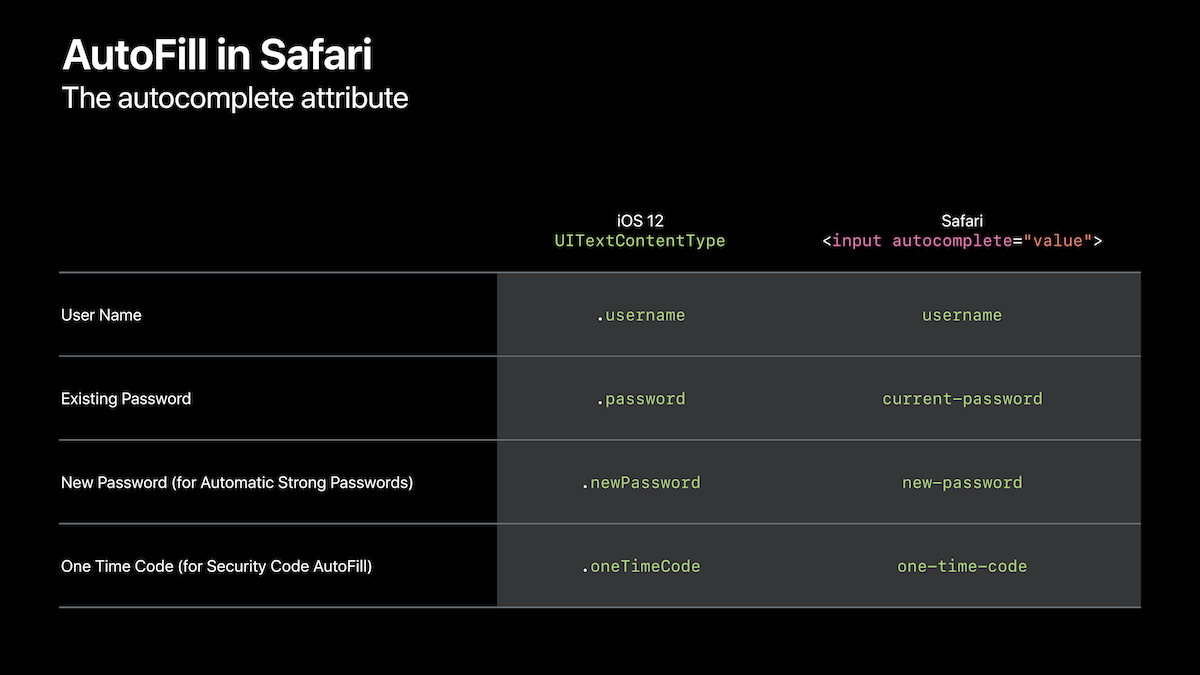 AutoFill in Safari
The autocomplete attribute
iOS 12 Safari
UITextContentType <input autocomplete="value">
User Name .username username
Existing Password .password current-password
New Password (for Automatic Strong Passwords) .newPassword new-password
One Time Code (for Security Code AutoFill) .oneTimeCode one-time-code